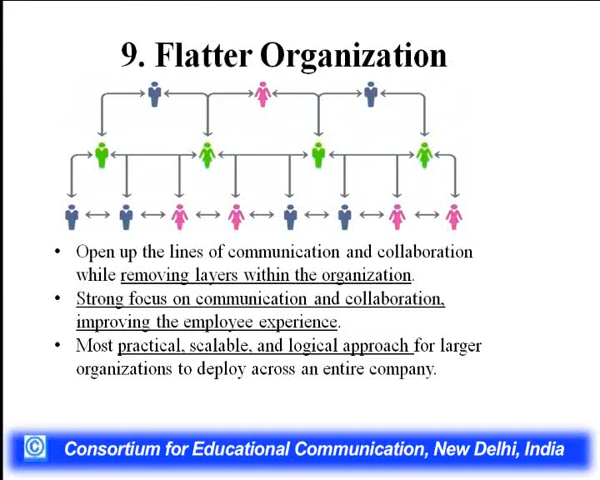 9. Flatter Organization
• Open up the lines of communication and collaboration
while removing layers within the organization.
• Strong focus on communication and collaboration,
improving the employee experience.
• Most practical, scalable, and logical approach for larger
organizations to deploy across an entire company.
© Consortium for Educational Communication, New Delhi, India